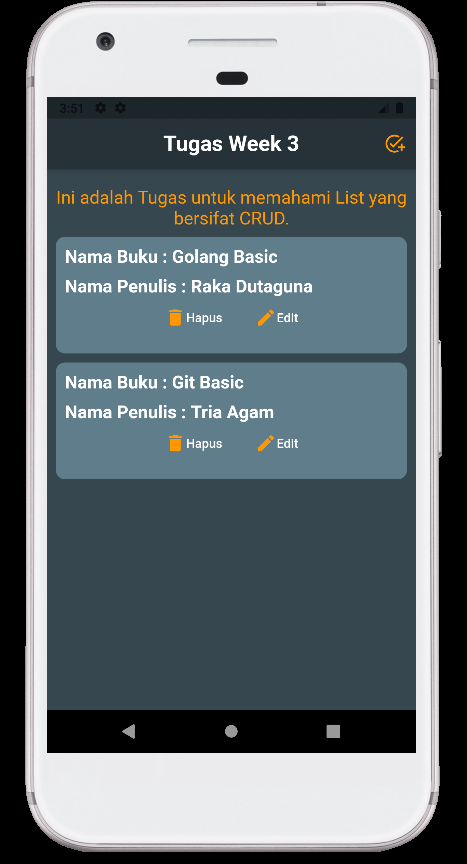 3:51
Tugas Week 3
Ini adalah Tugas untuk memahami List yang
bersifat CRUD.
Nama Buku : Golang Basic
Nama Penulis : Raka Dutaguna
Hapus Edit
Nama Buku : Git Basic
Nama Penulis : Tria Agam
Hapus Edit